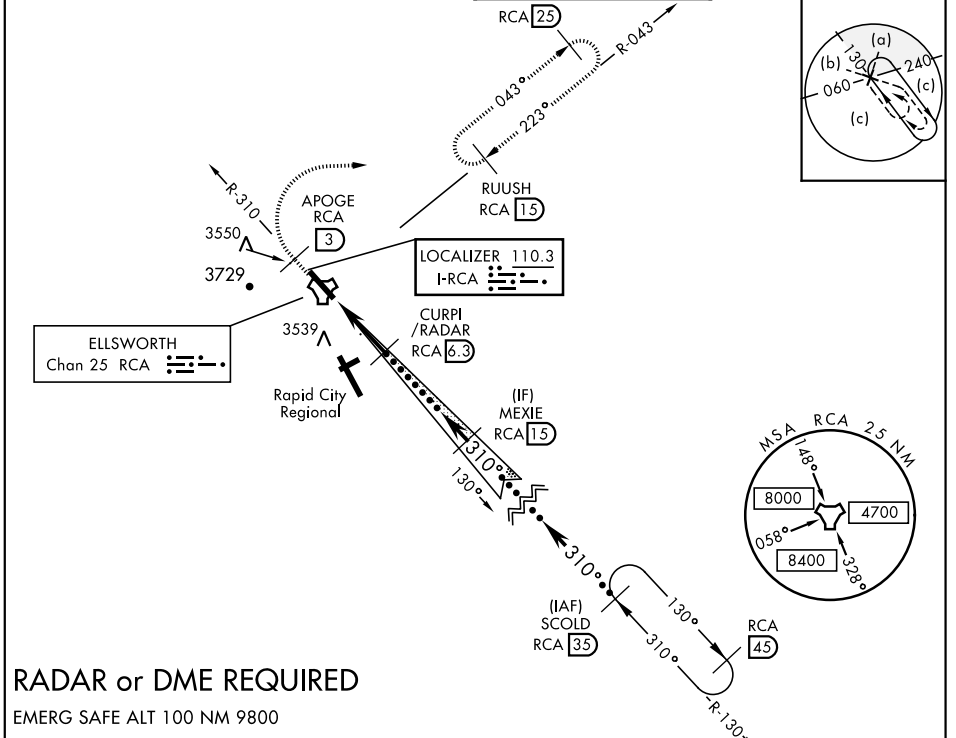 RCA 25
R-043
043°
223°
RUUSH
RCA 15
130
(a)
(b)
240
060
(c)
(c)
R-310
APOGE
RCA
3
3550
3729
LOCALIZER 110.3
I-RCA
ELLSWORTH
Chan 25 RCA
3539
CURPI
/RADAR
RCA 6.3
Rapid City
Regional
(IF)
MEXIE
RCA 15
310°
130°
MSA RCA 25 NM
148°
8000
4700
058°
8400
328°
310°
(IAF)
SCOLD
RCA 35
130°
310°
RCA
45
R-130
RADAR or DME REQUIRED
EMERG SAFE ALT 100 NM 9800